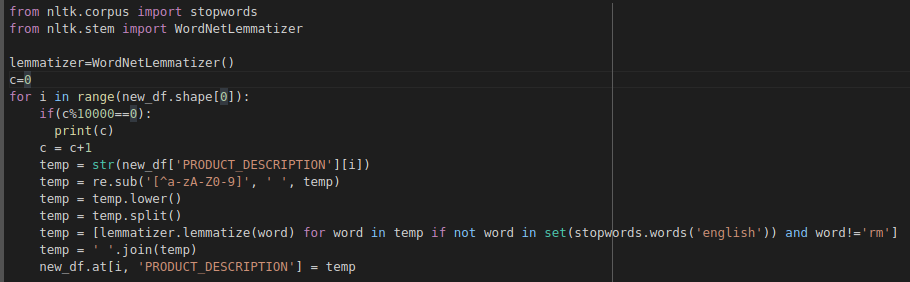 from nltk.corpus import stopwords
from nltk.stem import WordNetLemmatizer

lemmatizer=WordNetLemmatizer()
c=0
for i in range(new_df.shape[0]):
    if(c%10000==0):
      print(c)
    c = c+1
    temp = str(new_df['PRODUCT_DESCRIPTION'][i])
    temp = re.sub('[^a-zA-Z0-9]', ' ', temp)
    temp = temp.lower()
    temp = temp.split()
    temp = [lemmatizer.lemmatize(word) for word in temp if not word in set(stopwords.words('english')) and word!='rm']
    temp = ' '.join(temp)
    new_df.at[i, 'PRODUCT_DESCRIPTION'] = temp